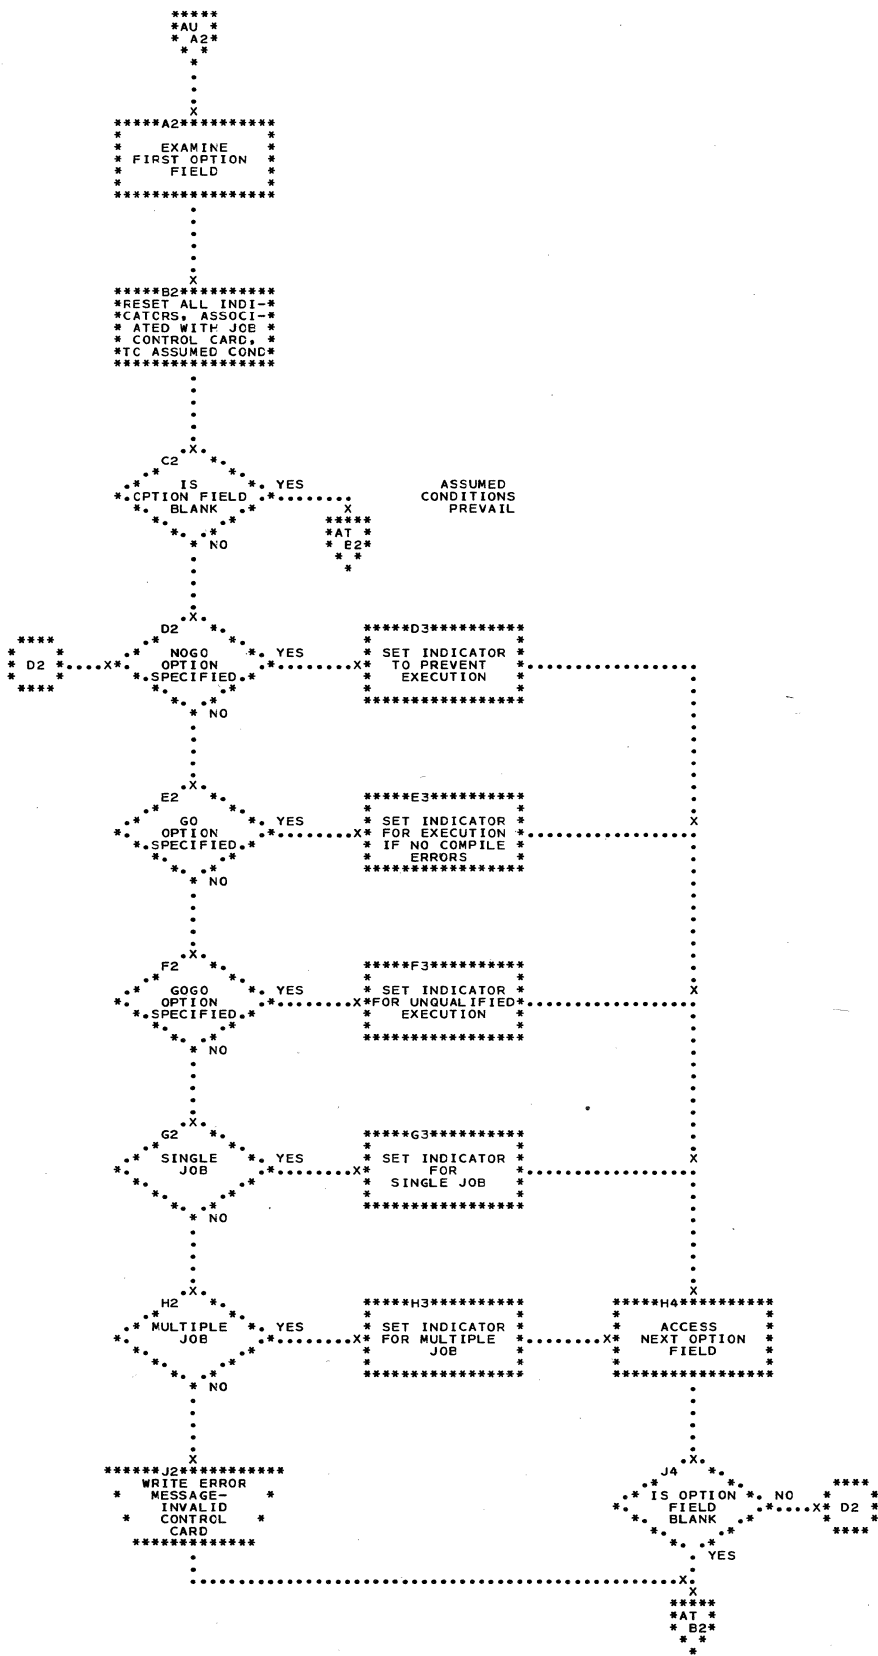 AU
A2
A2
EXAMINE
FIRST OPTION
FIELD
B2
RESET ALL INDI-
CATORS, ASSOCI-
ATED WITH JOB
CONTROL CARD,
TO ASSUMED COND
C2
IS
OPTION FIELD
BLANK
YES
NO
ASSUMED
CONDITIONS
PREVAIL
AT
B2
D2
D2
NOGO
OPTION
SPECIFIED
YES
NO
D3
SET INDICATOR
TO PREVENT
EXECUTION
E2
GO
OPTION
SPECIFIED
YES
NO
E3
SET INDICATOR
FOR EXECUTION
IF NO COMPILE
ERRORS
F2
GOGO
OPTION
SPECIFIED
YES
NO
F3
SET INDICATOR
FOR UNQUALIFIED
EXECUTION
G2
SINGLE
JOB
YES
NO
G3
SET INDICATOR
FOR
SINGLE JOB
H2
MULTIPLE
JOB
YES
NO
H3
SET INDICATOR
FOR MULTIPLE
JOB
H4
ACCESS
NEXT OPTION
FIELD
J2
WRITE ERROR
MESSAGE-
INVALID
CONTROL
CARD
J4
IS OPTION
FIELD
BLANK
NO
D2
YES
AT
B2